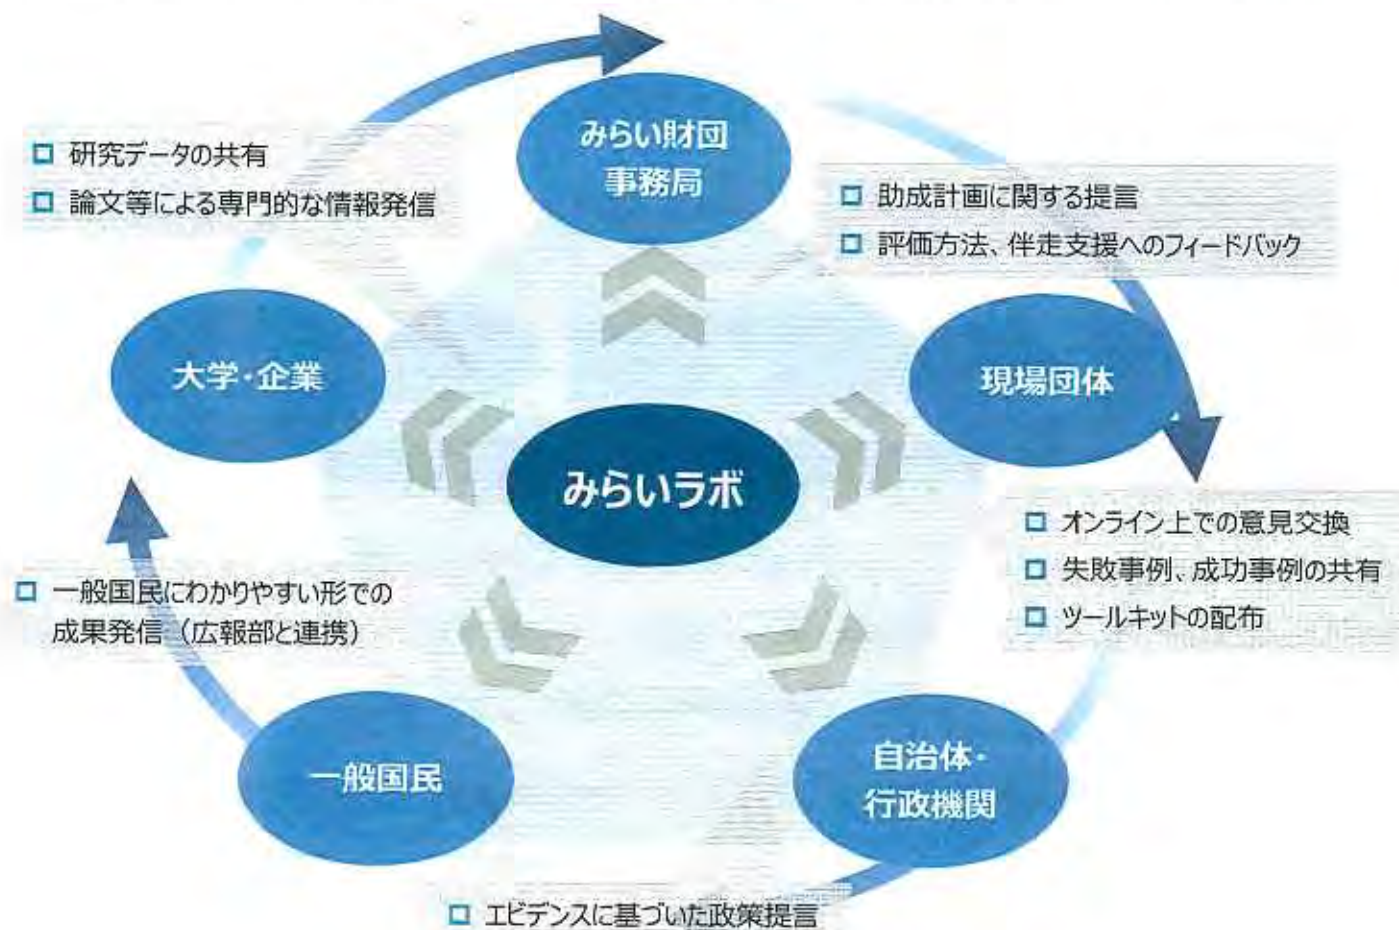 みらい財団
事務局
□ 研究データの共有
□ 論文等による専門的な情報発信
□ 助成計画に関する提言
□ 評価方法、伴走支援へのフィードバック
大学・企業
現場団体
みらいラボ
□ オンライン上での意見交換
□ 失敗事例、成功事例の共有
□ ツールキットの配布
□ 一般国民にわかりやすい形での
成果発信（広報部と連携）
一般国民
自治体・
行政機関
□ エビデンスに基づいた政策提言